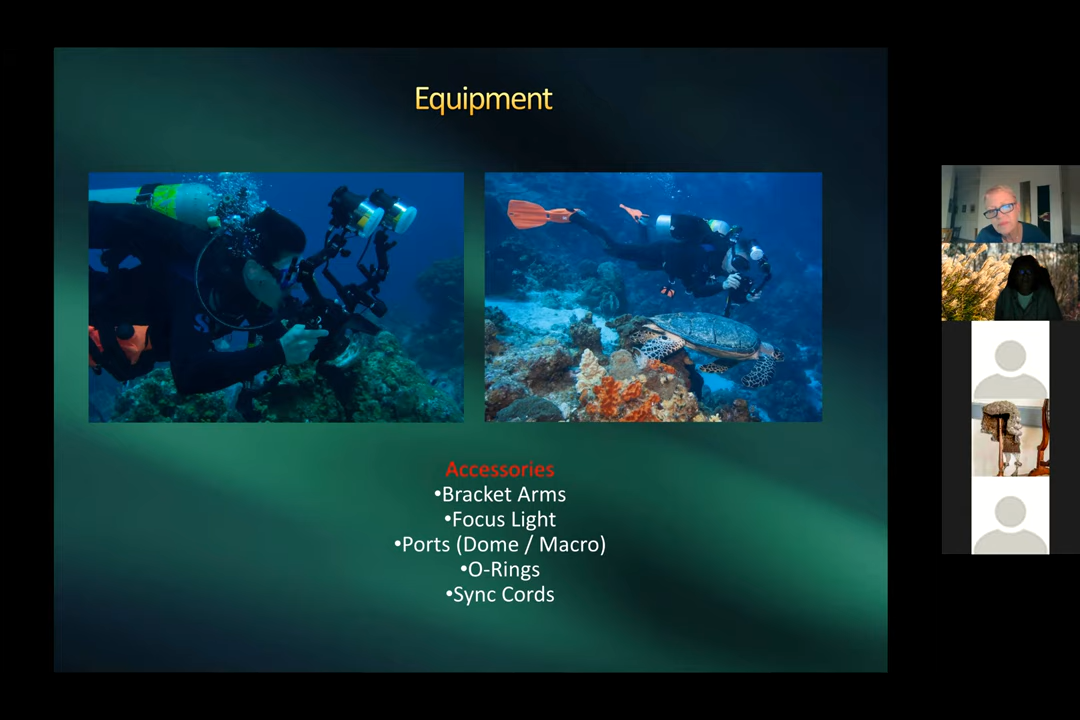 Equipment
Accessories
•Bracket Arms
•Focus Light
•Ports (Dome / Macro)
•O-Rings
•Sync Cords